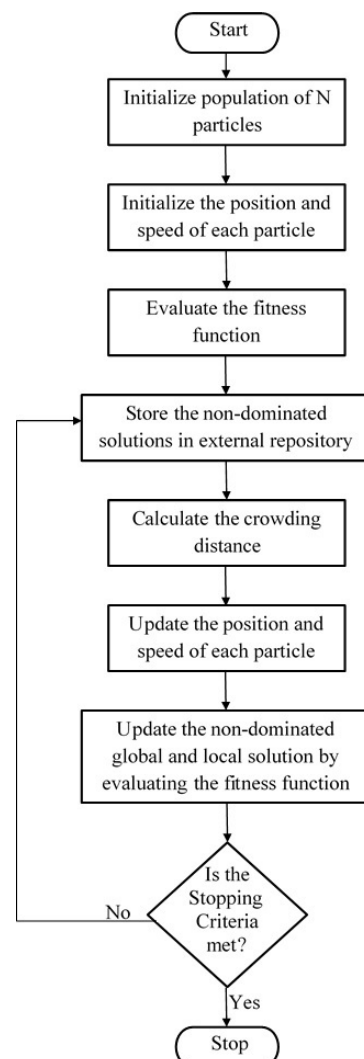 Start
Initialize population of N
particles
Initialize the position and
speed of each particle
Evaluate the fitness
function
Store the non-dominated
solutions in external repository
Calculate the crowding
distance
Update the position and
speed of each particle
Update the non-dominated
global and local solution by
evaluating the fitness function
Is the
Stopping
Criteria
met?
No
Yes
Stop